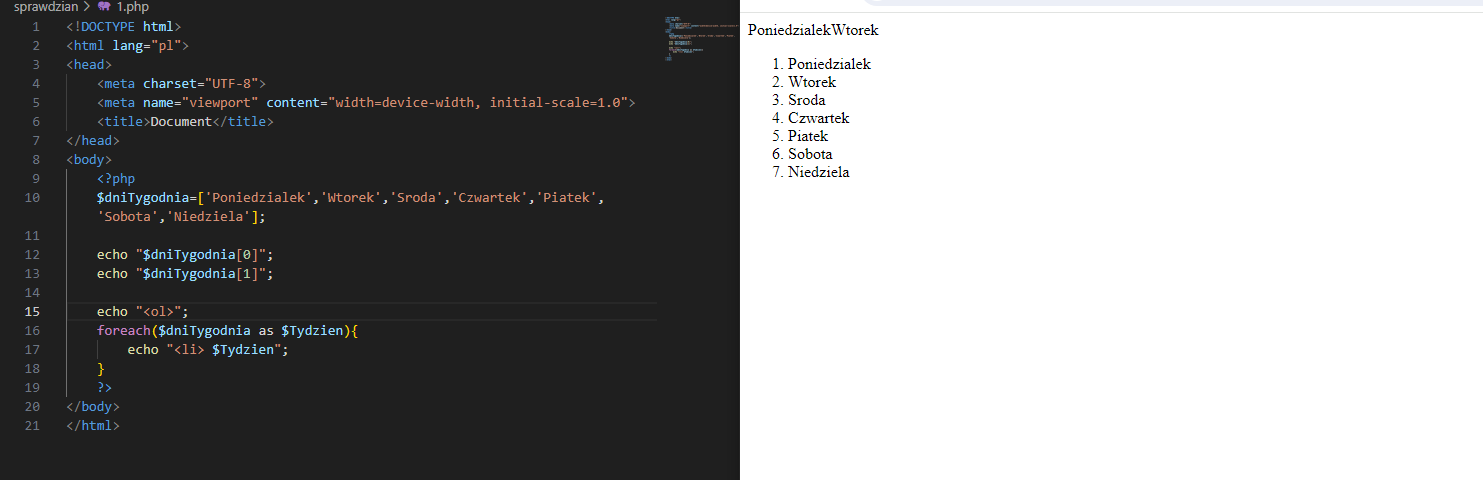 sprawdzian > 1.php
1 <!DOCTYPE html>
2 <html lang="pl">
3 <head>
4 <meta charset="UTF-8">
5 <meta name="viewport" content="width=device-width, initial-scale=1.0">
6 <title>Document</title>
7 </head>
8 <body>
9 <?php
10 $dniTygodnia=['Poniedzialek','Wtorek','Sroda','Czwartek','Piatek',
'Sobota','Niedziela'];
11
12 echo "$dniTygodnia[0]";
13 echo "$dniTygodnia[1]";
14
15 echo "<ol>";
16 foreach($dniTygodnia as $Tydzien){
17 echo "<li> $Tydzien";
18 }
19 ?>
20 </body>
21 </html>
PoniedzialekWtorek
1. Poniedzialek
2. Wtorek
3. Sroda
4. Czwartek
5. Piatek
6. Sobota
7. Niedziela